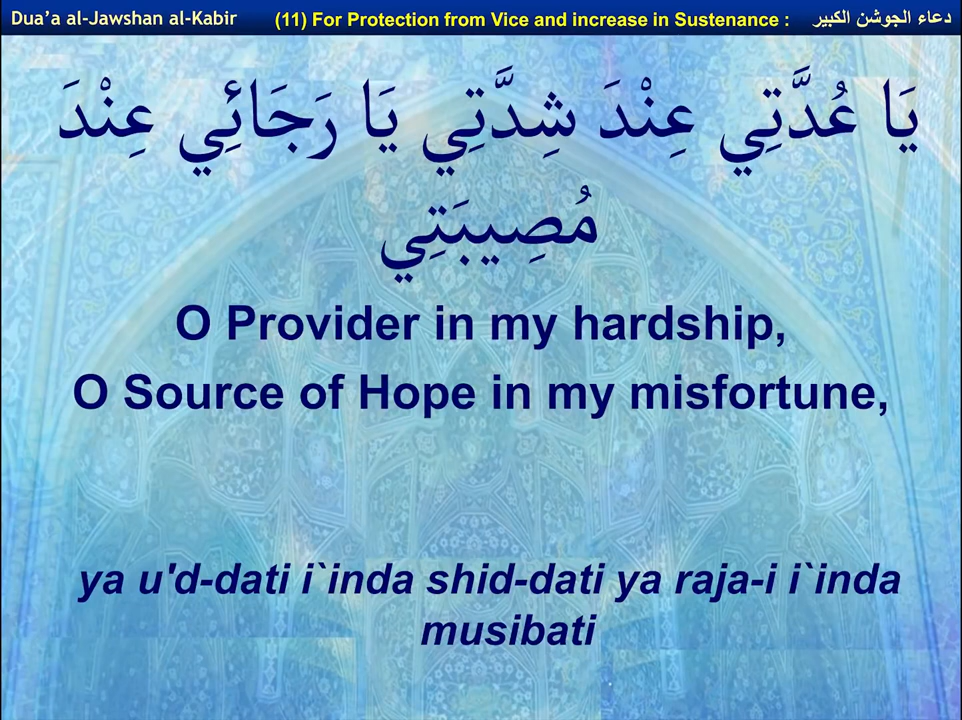 Dua'a al-Jawshan al-Kabir (11) For Protection from Vice and increase in Sustenance : دعاء الجوشن الكبير
يَا عُدَّتِي عِنْدَ شِدَّتِي يَا رَجَائِي عِنْدَ
مُصِيبَتِي
O Provider in my hardship,
O Source of Hope in my misfortune,
ya u'd-dati i`inda shid-dati ya raja-i i`inda
musibati